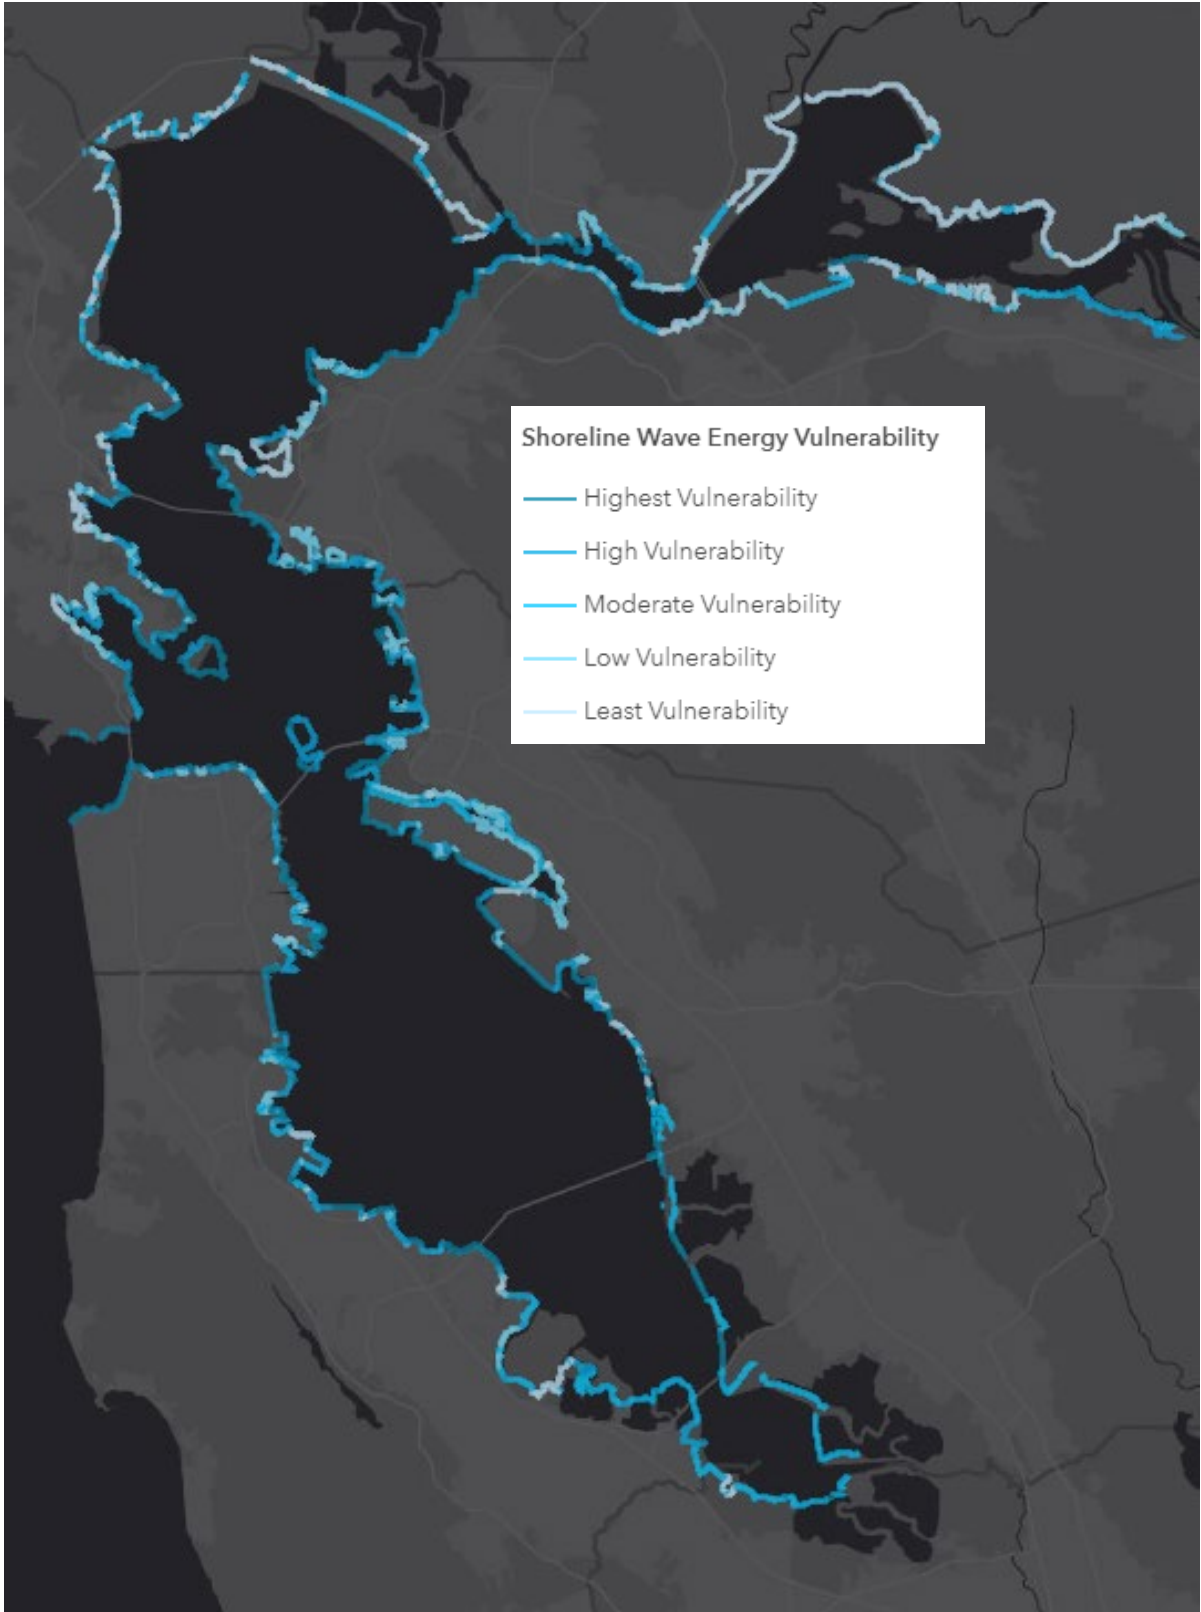 Shoreline Wave Energy Vulnerability
Highest Vulnerability
High Vulnerability
Moderate Vulnerability
Low Vulnerability
Least Vulnerability